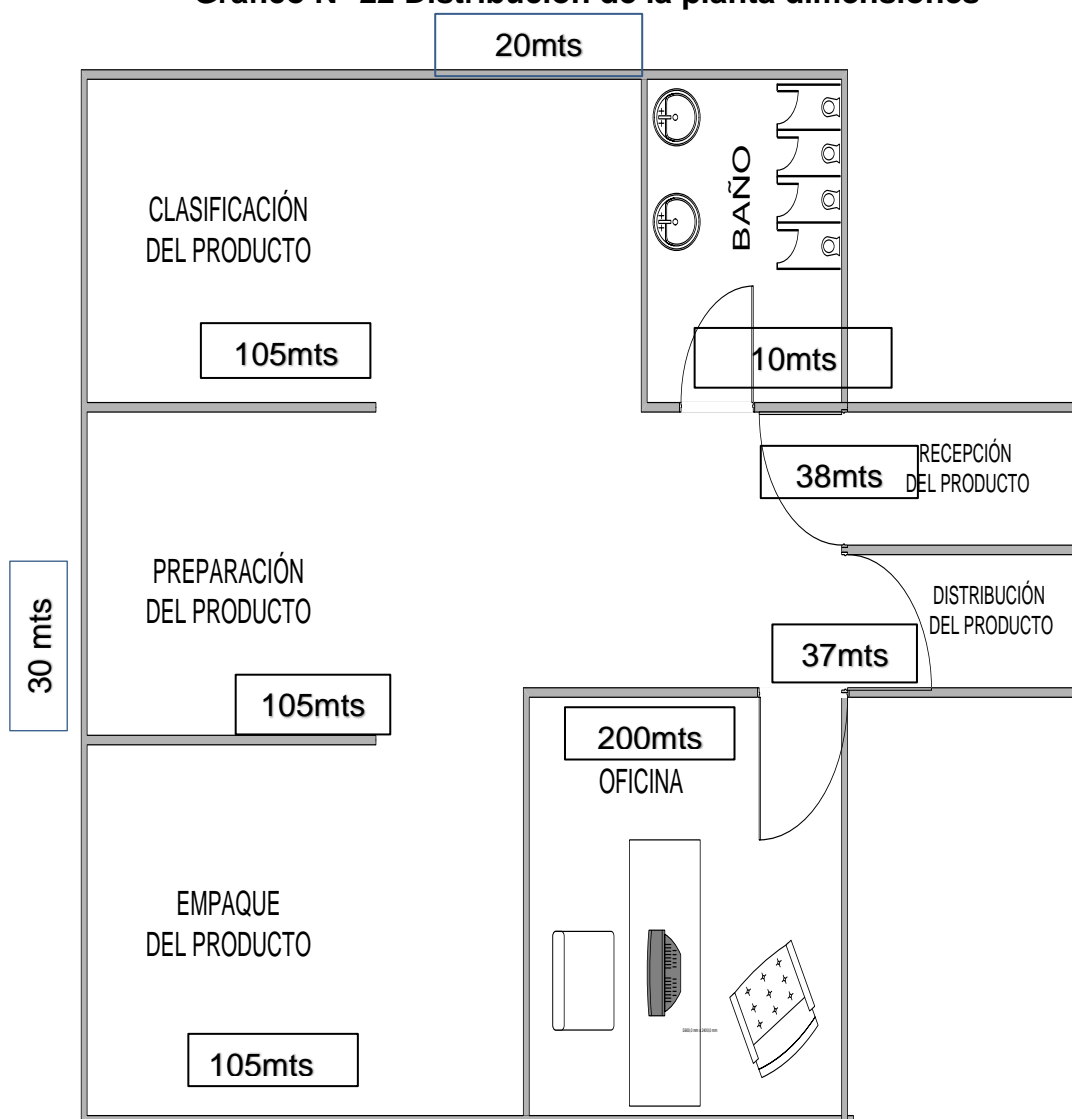 Gráfico N° 22 Distribución de la planta dimensiones
20mts
CLASIFICACIÓN
DEL PRODUCTO
BAÑO
105mts
10mts
RECEPCIÓN
DEL PRODUCTO
38mts
PREPARACIÓN
DEL PRODUCTO
DISTRIBUCIÓN
DEL PRODUCTO
30 mts
37mts
105mts
200mts
OFICINA
EMPAQUE
DEL PRODUCTO
105mts